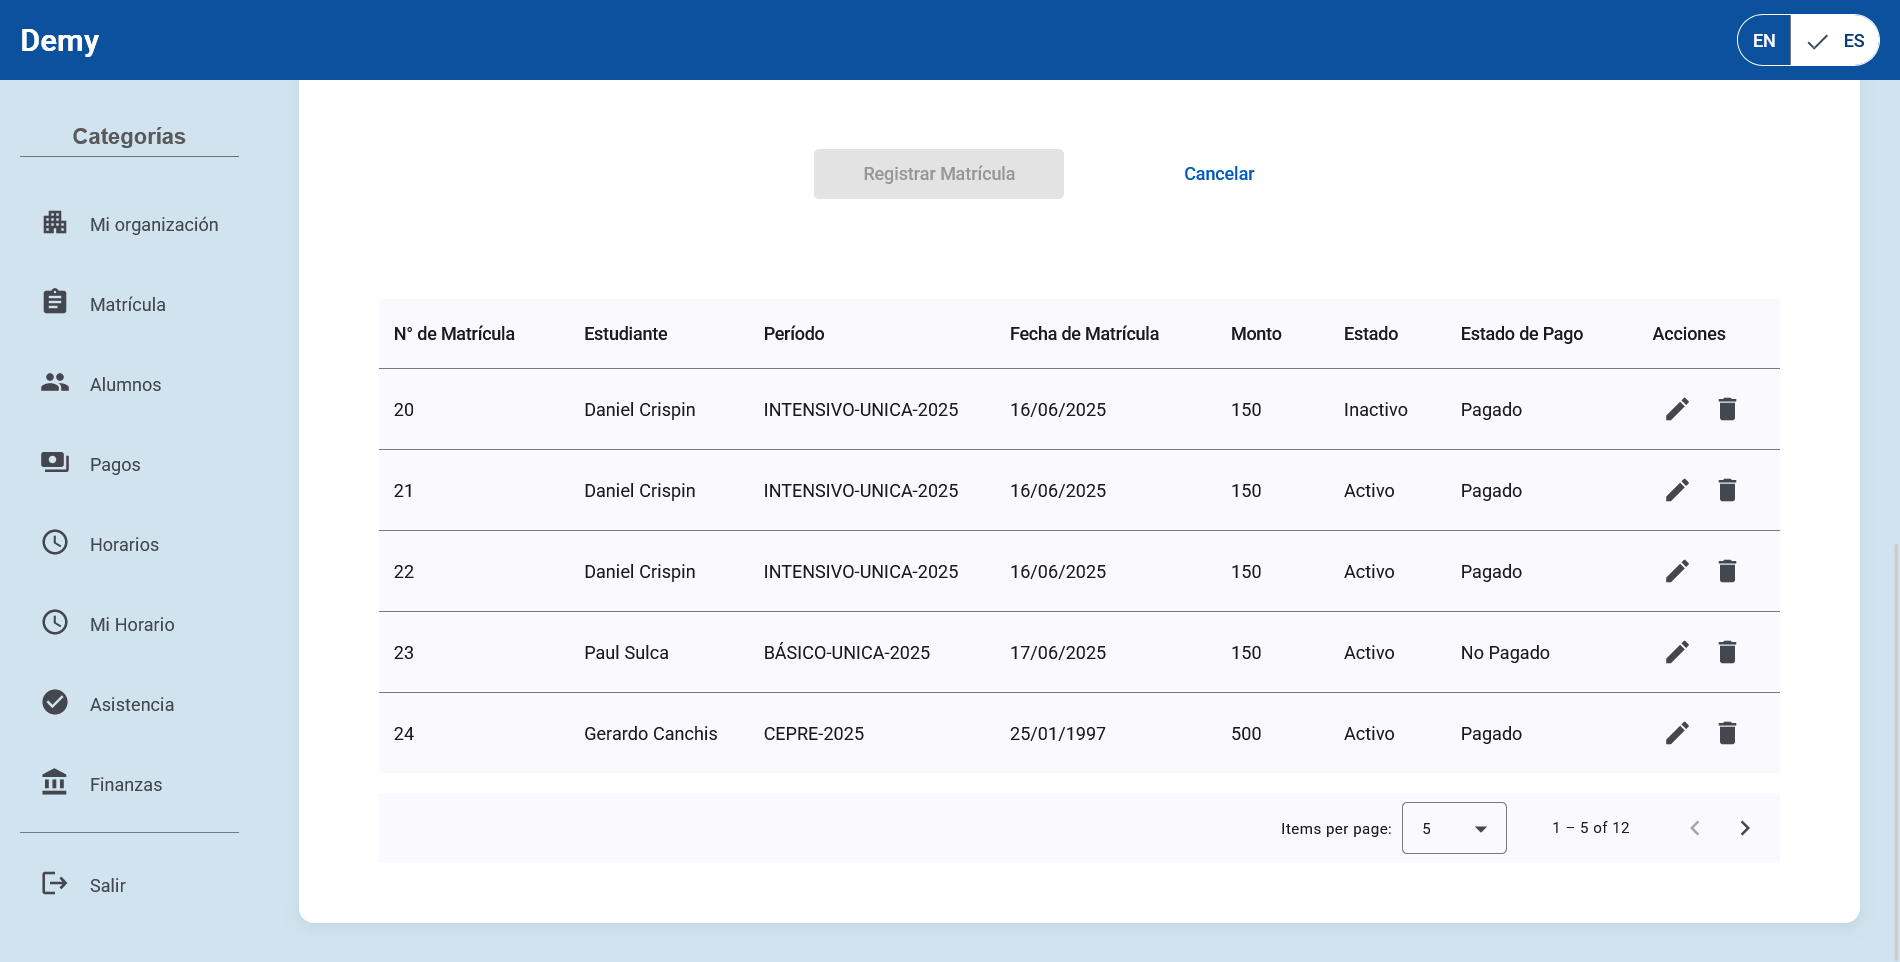 Demy
EN
ES
Categorías
Mi organización
Matrícula
Alumnos
Pagos
Horarios
Mi Horario
Asistencia
Finanzas
Salir
Registrar Matrícula
Cancelar
N° de Matrícula Estudiante Período Fecha de Matrícula Monto Estado Estado de Pago Acciones
20 Daniel Crispin INTENSIVO-UNICA-2025 16/06/2025 150 Inactivo Pagado
21 Daniel Crispin INTENSIVO-UNICA-2025 16/06/2025 150 Activo Pagado
22 Daniel Crispin INTENSIVO-UNICA-2025 16/06/2025 150 Activo Pagado
23 Paul Sulca BÁSICO-UNICA-2025 17/06/2025 150 Activo No Pagado
24 Gerardo Canchis CEPRE-2025 25/01/1997 500 Activo Pagado
Items per page: 5 1 – 5 of 12